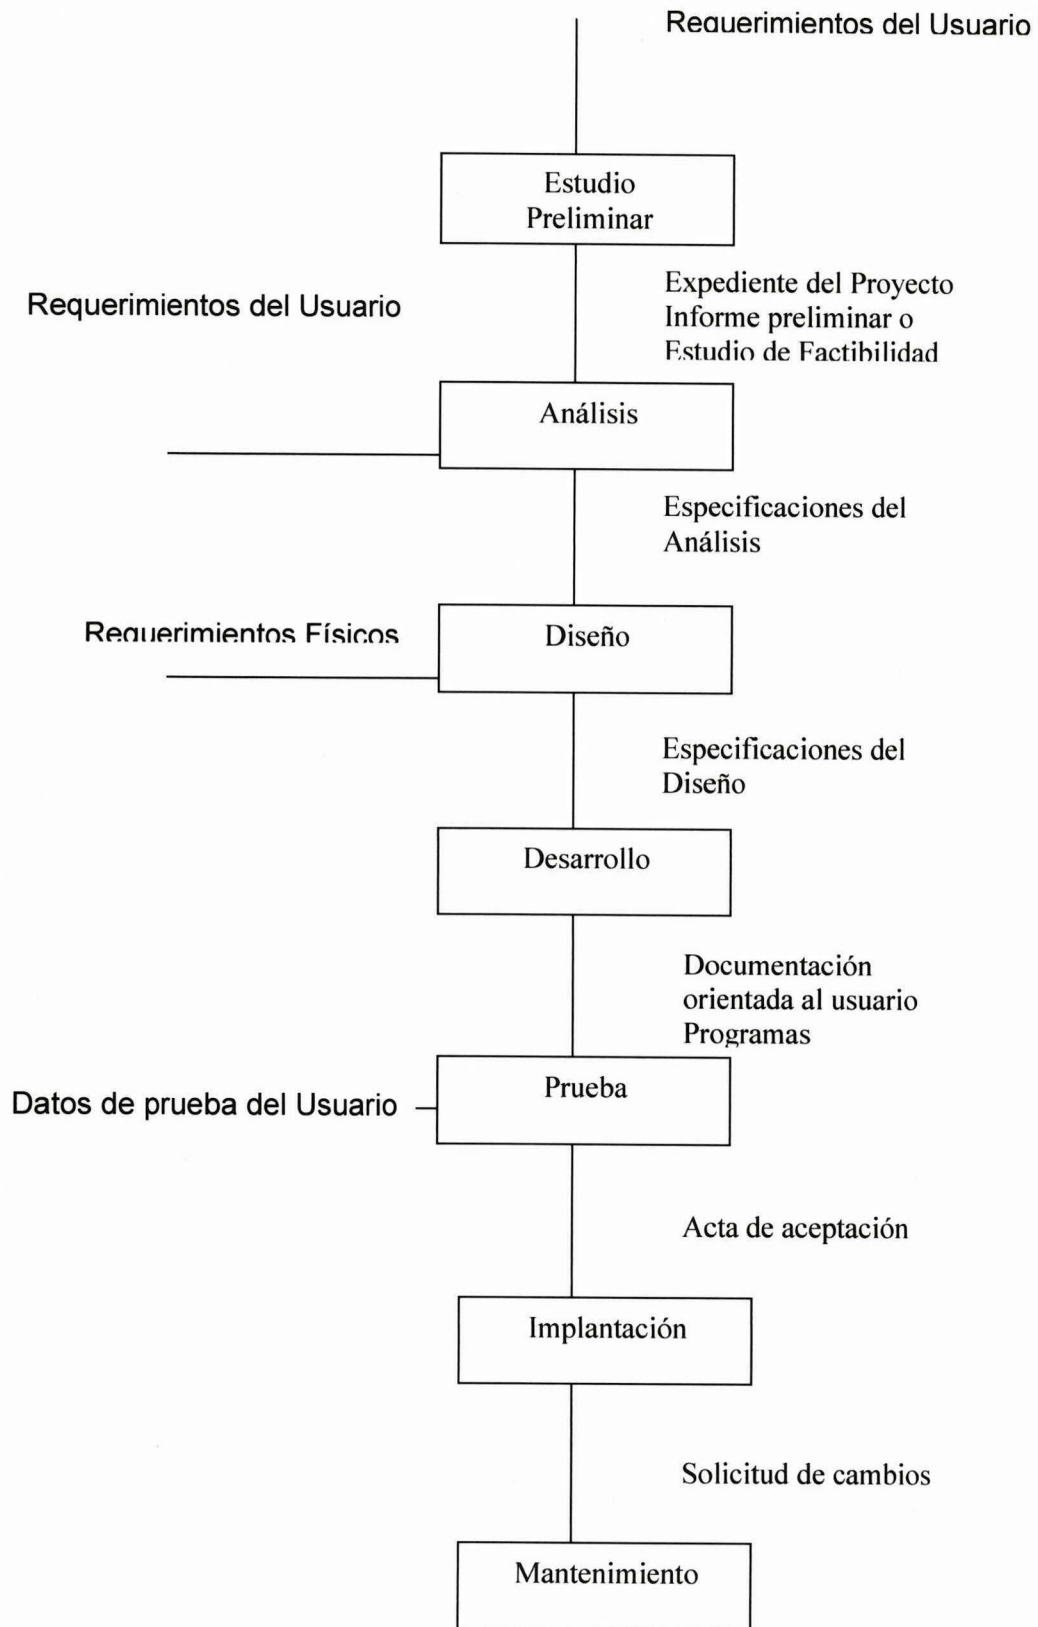 Requerimientos del Usuario
Estudio
Preliminar
Requerimientos del Usuario
Expediente del Proyecto
Informe preliminar o
Estudio de Factibilidad
Análisis
Especificaciones del
Análisis
Requerimientos Físicos
Diseño
Especificaciones del
Diseño
Desarrollo
Documentación
orientada al usuario
Programas
Datos de prueba del Usuario
Prueba
Acta de aceptación
Implantación
Solicitud de cambios
Mantenimiento